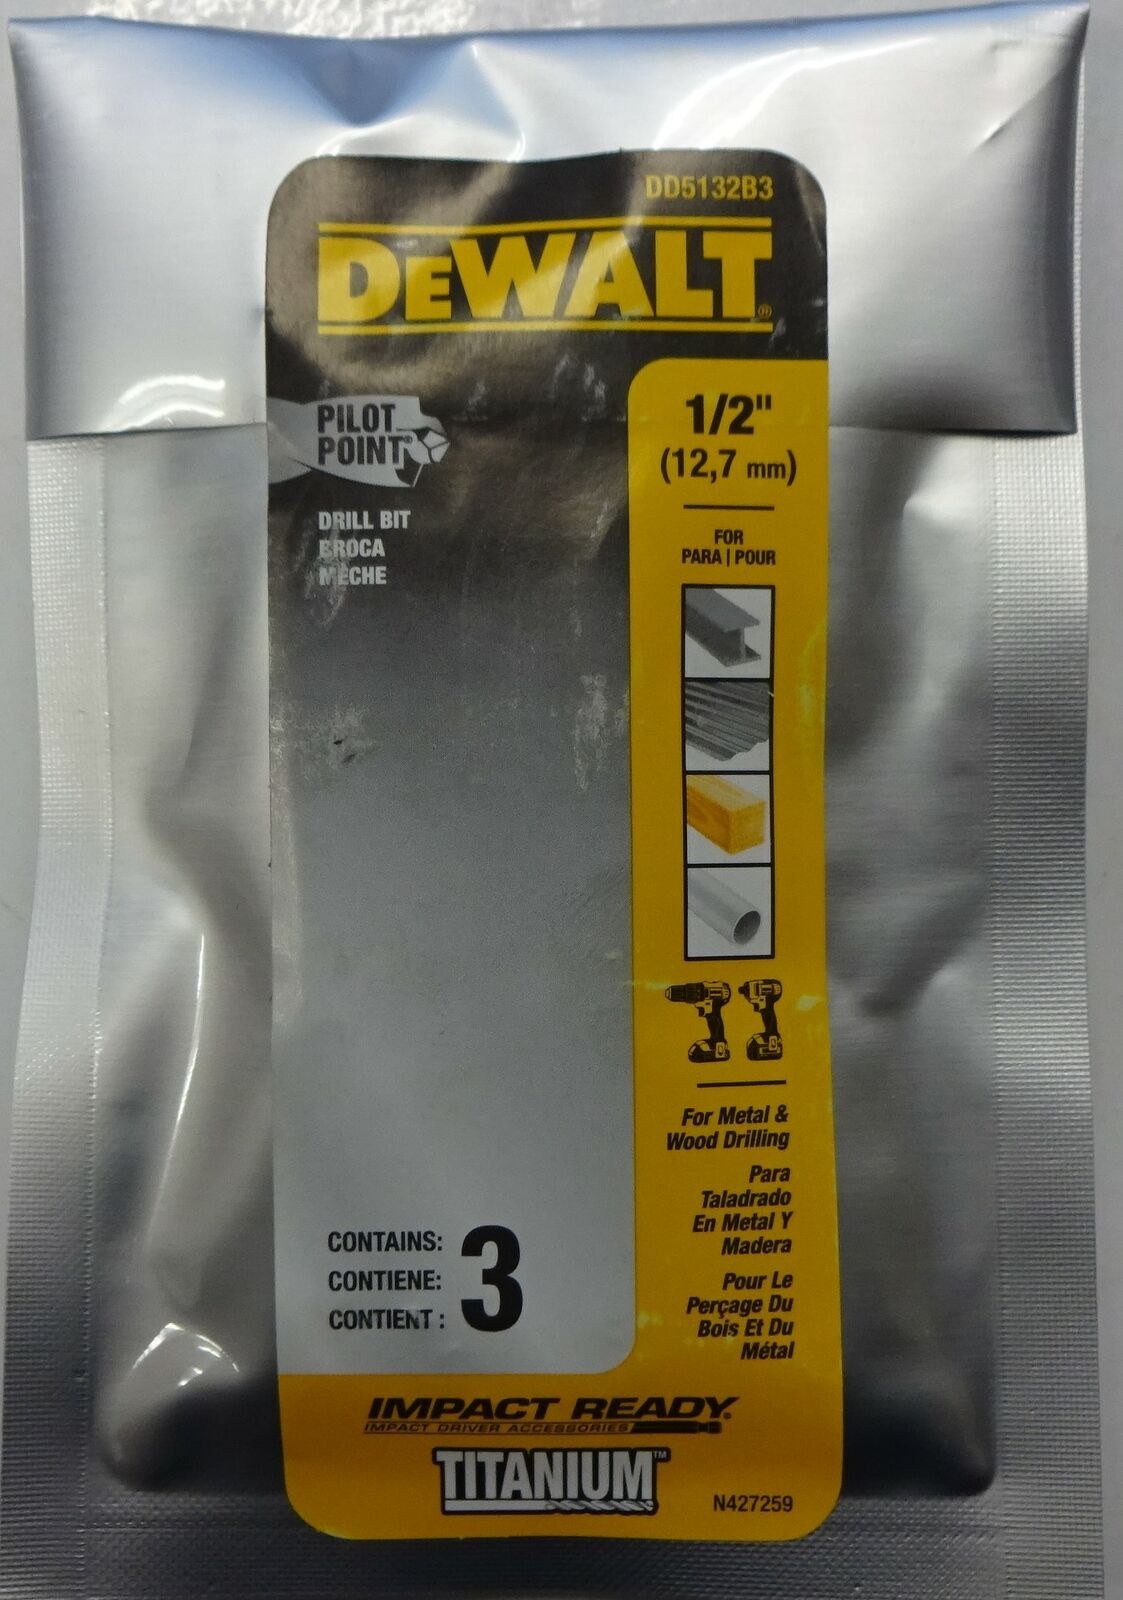 DD5132B3
DEWALT®
PILOT
POINT®
DRILL BIT
BROCA
MÈCHE
1/2"
(12,7 mm)
FOR
PARA | POUR
For Metal &
Wood Drilling
Para
Taladrado
En Metal Y
Madera
Pour Le
Perçage Du
Bois Et Du
Métal
CONTAINS:
CONTIENE:
CONTIENT :
3
IMPACT READY®
IMPACT DRIVER ACCESSORIES
TITANIUM™
N427259